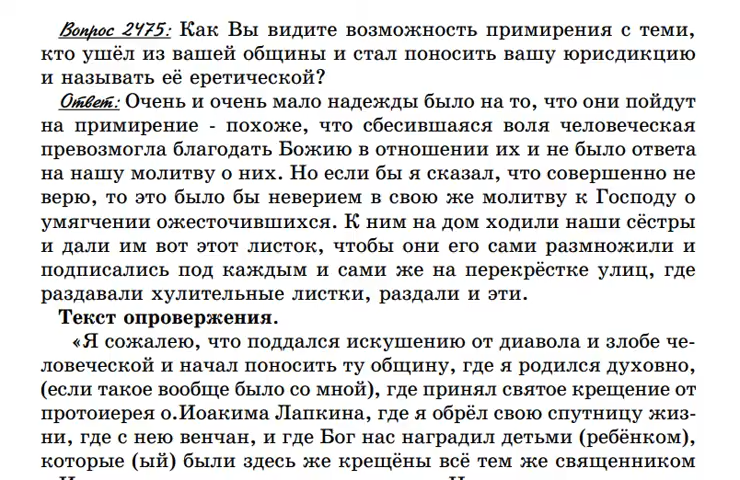 Вопрос 2475: Как Вы видите возможность примирения с теми,
кто ушёл из вашей общины и стал поносить вашу юрисдикцию
и называть её еретической?
Ответ: Очень и очень мало надежды было на то, что они пойдут
на примирение - похоже, что сбесившаяся воля человеческая
превозмогла благодать Божию в отношении их и не было ответа
на нашу молитву о них. Но если бы я сказал, что совершенно не
верю, то это было бы неверием в свою же молитву к Господу о
умягчении ожесточившихся. К ним на дом ходили наши сёстры
и дали им вот этот листок, чтобы они его сами размножили и
подписались под каждым и сами же на перекрёстке улиц, где
раздавали хулительные листки, раздали и эти.
Текст опровержения.
«Я сожалею, что поддался искушению от диавола и злобе че-
ловеческой и начал поносить ту общину, где я родился духовно,
(если такое вообще было со мной), где принял святое крещение от
протоиерея о.Иоакима Лапкина, где я обрёл свою спутницу жиз-
ни, где с нею венчан, и где Бог нас наградил детьми (ребёнком),
которые (ый) были здесь же крещёны всё тем же священником